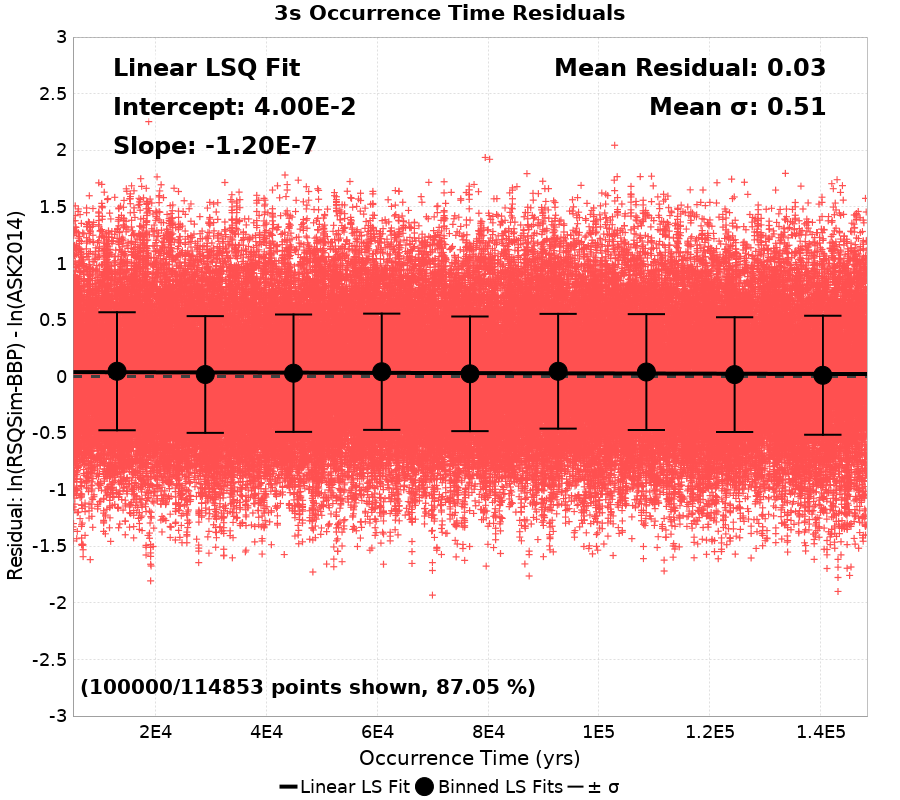 3s Occurrence Time Residuals
Linear LSQ Fit
Intercept: 4.00E-2
Slope: -1.20E-7
Mean Residual: 0.03
Mean σ: 0.51
3
2.5
2
1.5
1
0.5
0
-0.5
-1
-1.5
-2
-2.5
-3
Residual: ln(RSQSim-BBP) - ln(ASK2014)
(100000/114853 points shown, 87.05 %)
2E4
4E4
6E4
8E4
1E5
1.2E5
1.4E5
Occurrence Time (yrs)
Linear LS Fit
Binned LS Fits
± σ